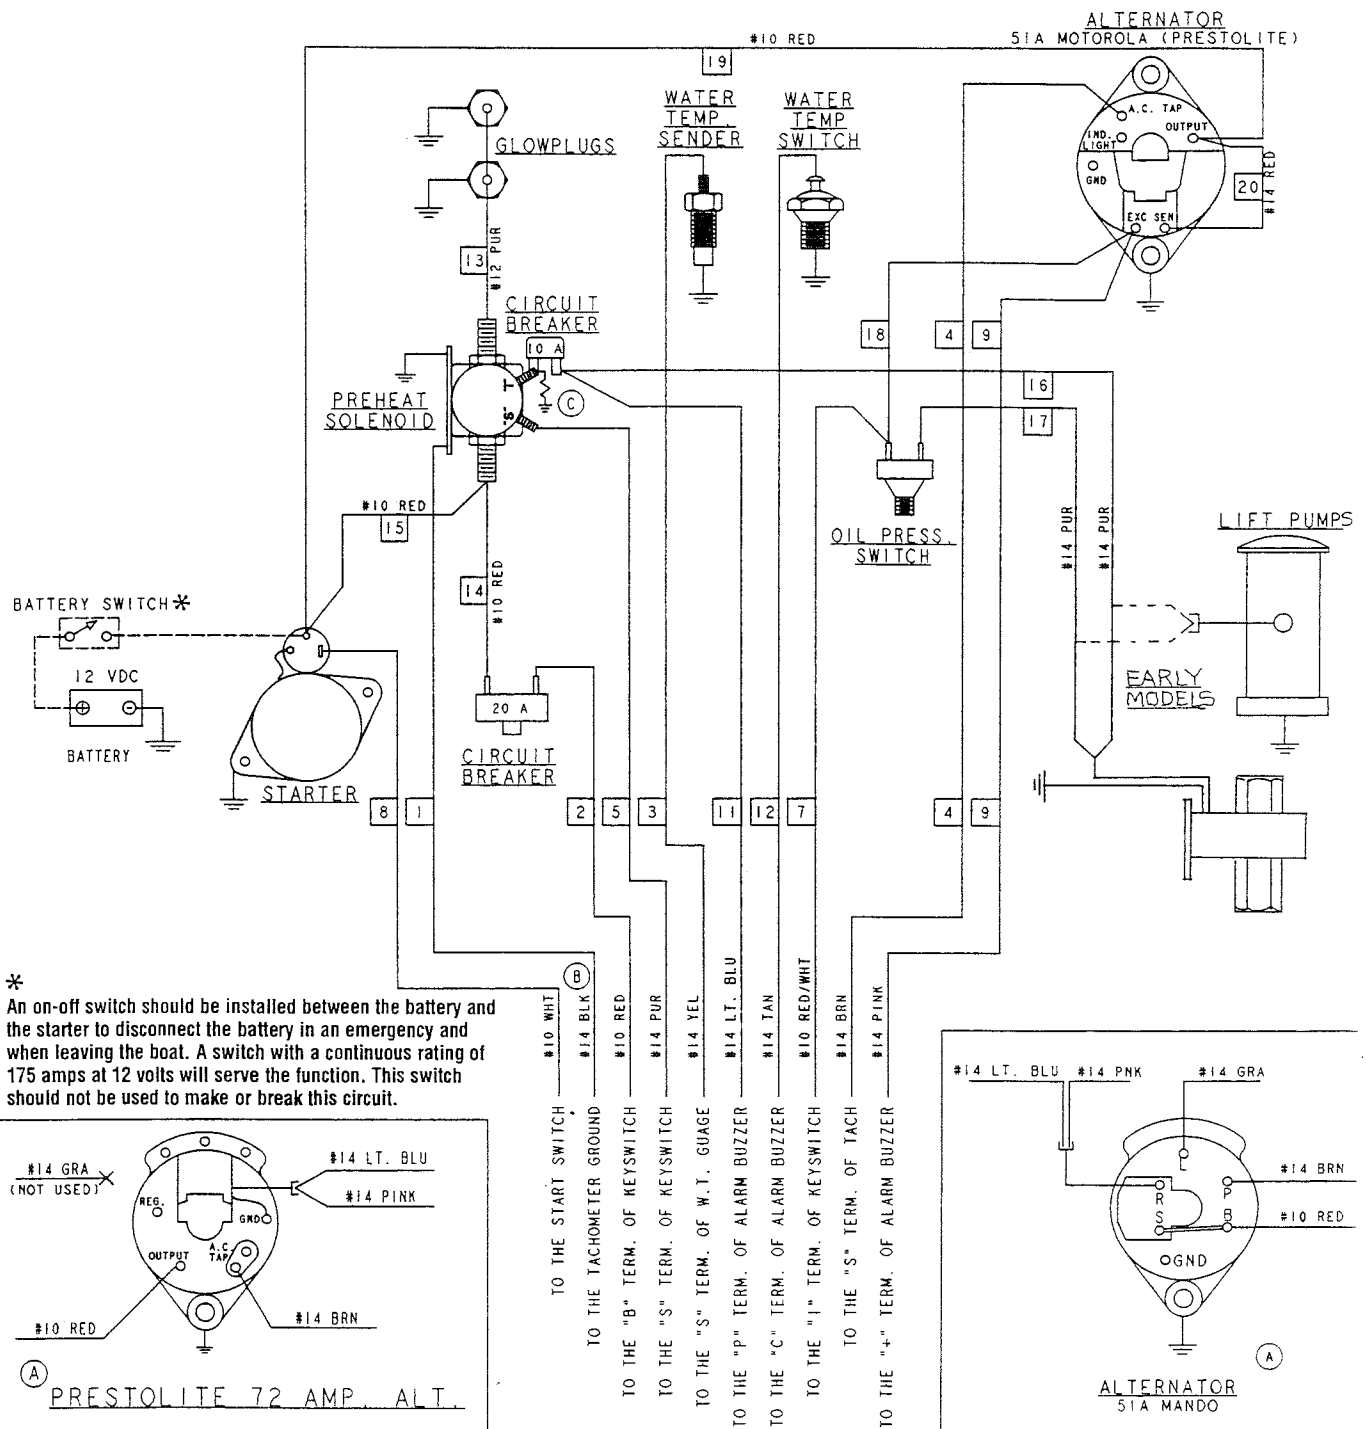 ALTERNATOR
51A MOTOROLA (PRESTOLITE)
#10 RED
19
WATER
TEMP.
SENDER
WATER
TEMP
SWITCH
A.C. TAP
OUTPUT
IND.
LIGHT
GND
EXC SEN
20
#14 RED
GLOWPLUGS
13
#12 PUR
CIRCUIT
BREAKER
10 A
18
4
9
16
17
PREHEAT
SOLENOID
I
"S"
C
#10 RED
15
OIL PRESS.
SWITCH
#14 PUR
#14 PUR
LIFT PUMPS
14
#10 RED
BATTERY SWITCH*
12 VDC
+
-
BATTERY
STARTER
20 A
CIRCUIT
BREAKER
EARLY
MODELS
8
1
2
5
3
11
12
7
4
9
*
An on-off switch should be installed between the battery and
the starter to disconnect the battery in an emergency and
when leaving the boat. A switch with a continuous rating of
175 amps at 12 volts will serve the function. This switch
should not be used to make or break this circuit.
B
#10 WHT
TO THE START SWITCH
#14 BLK
TO THE TACHOMETER GROUND
#10 RED
TO THE "B" TERM. OF KEYSWITCH
#14 PUR
TO THE "S" TERM. OF KEYSWITCH
#14 YEL
TO THE "S" TERM. OF W.T. GUAGE
#14 LT. BLU
TO THE "P" TERM. OF ALARM BUZZER
#14 TAN
TO THE "C" TERM. OF ALARM BUZZER
#10 RED/WHT
TO THE "I" TERM. OF KEYSWITCH
#14 BRN
TO THE "S" TERM. OF TACH
#14 PINK
TO THE "+" TERM. OF ALARM BUZZER
#14 GRA
(NOT USED)
#14 LT. BLU
#14 PINK
REG.
GND
OUTPUT
A.C.
TAP
#14 BRN
#10 RED
A
PRESTOLITE 72 AMP. ALT.
#14 LT. BLU
#14 PNK
#14 GRA
L
R
P
S
B
GND
#14 BRN
#10 RED
A
ALTERNATOR
51A MANDO